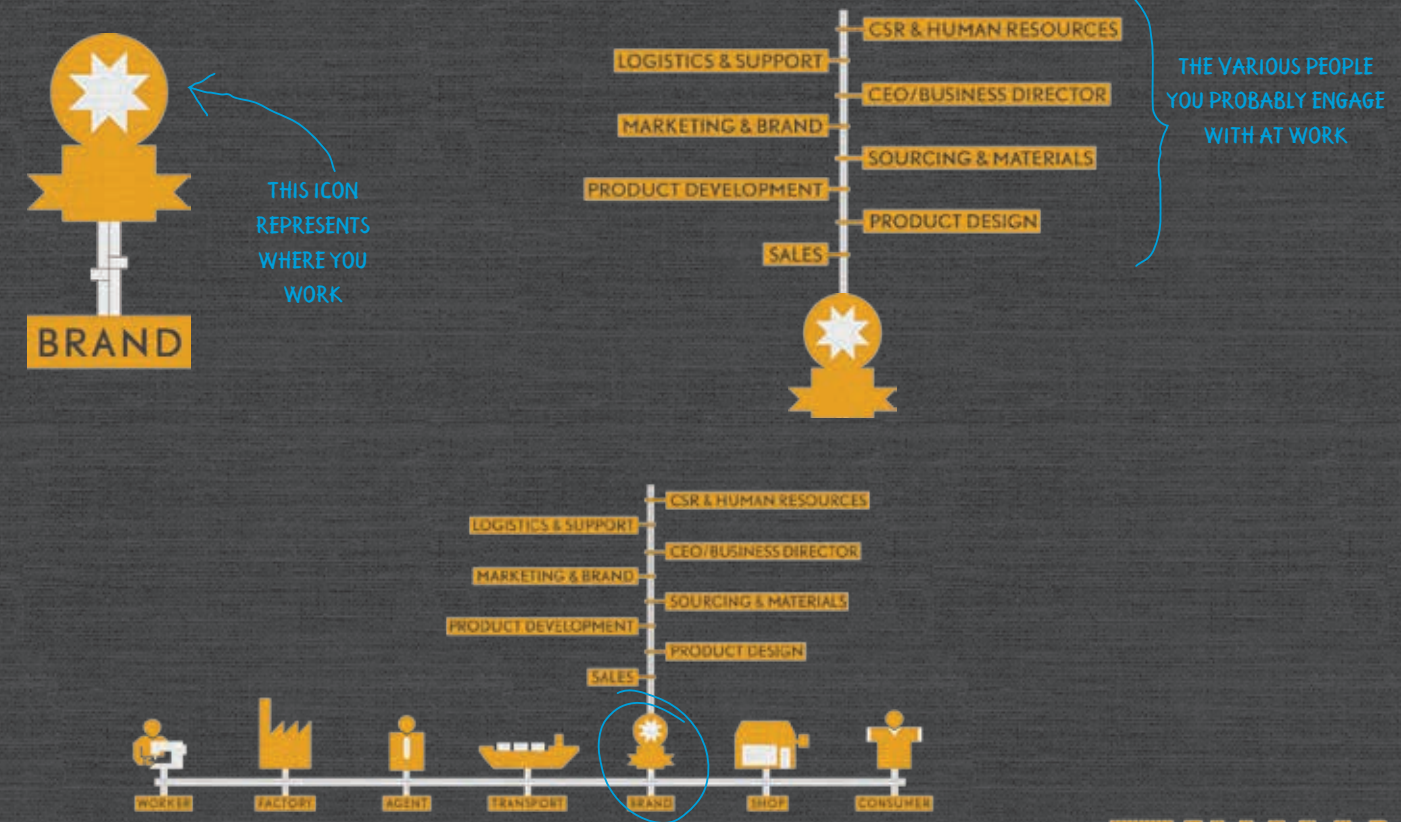 THIS ICON
REPRESENTS
WHERE YOU
WORK
BRAND
CSR & HUMAN RESOURCES
LOGISTICS & SUPPORT
CEO/BUSINESS DIRECTOR
MARKETING & BRAND
SOURCING & MATERIALS
PRODUCT DEVELOPMENT
PRODUCT DESIGN
SALES
THE VARIOUS PEOPLE
YOU PROBABLY ENGAGE
WITH AT WORK
CSR & HUMAN RESOURCES
LOGISTICS & SUPPORT
CEO/BUSINESS DIRECTOR
MARKETING & BRAND
SOURCING & MATERIALS
PRODUCT DEVELOPMENT
PRODUCT DESIGN
SALES
WORKER FACTORY AGENT TRANSPORT BRAND SHOP CONSUMER